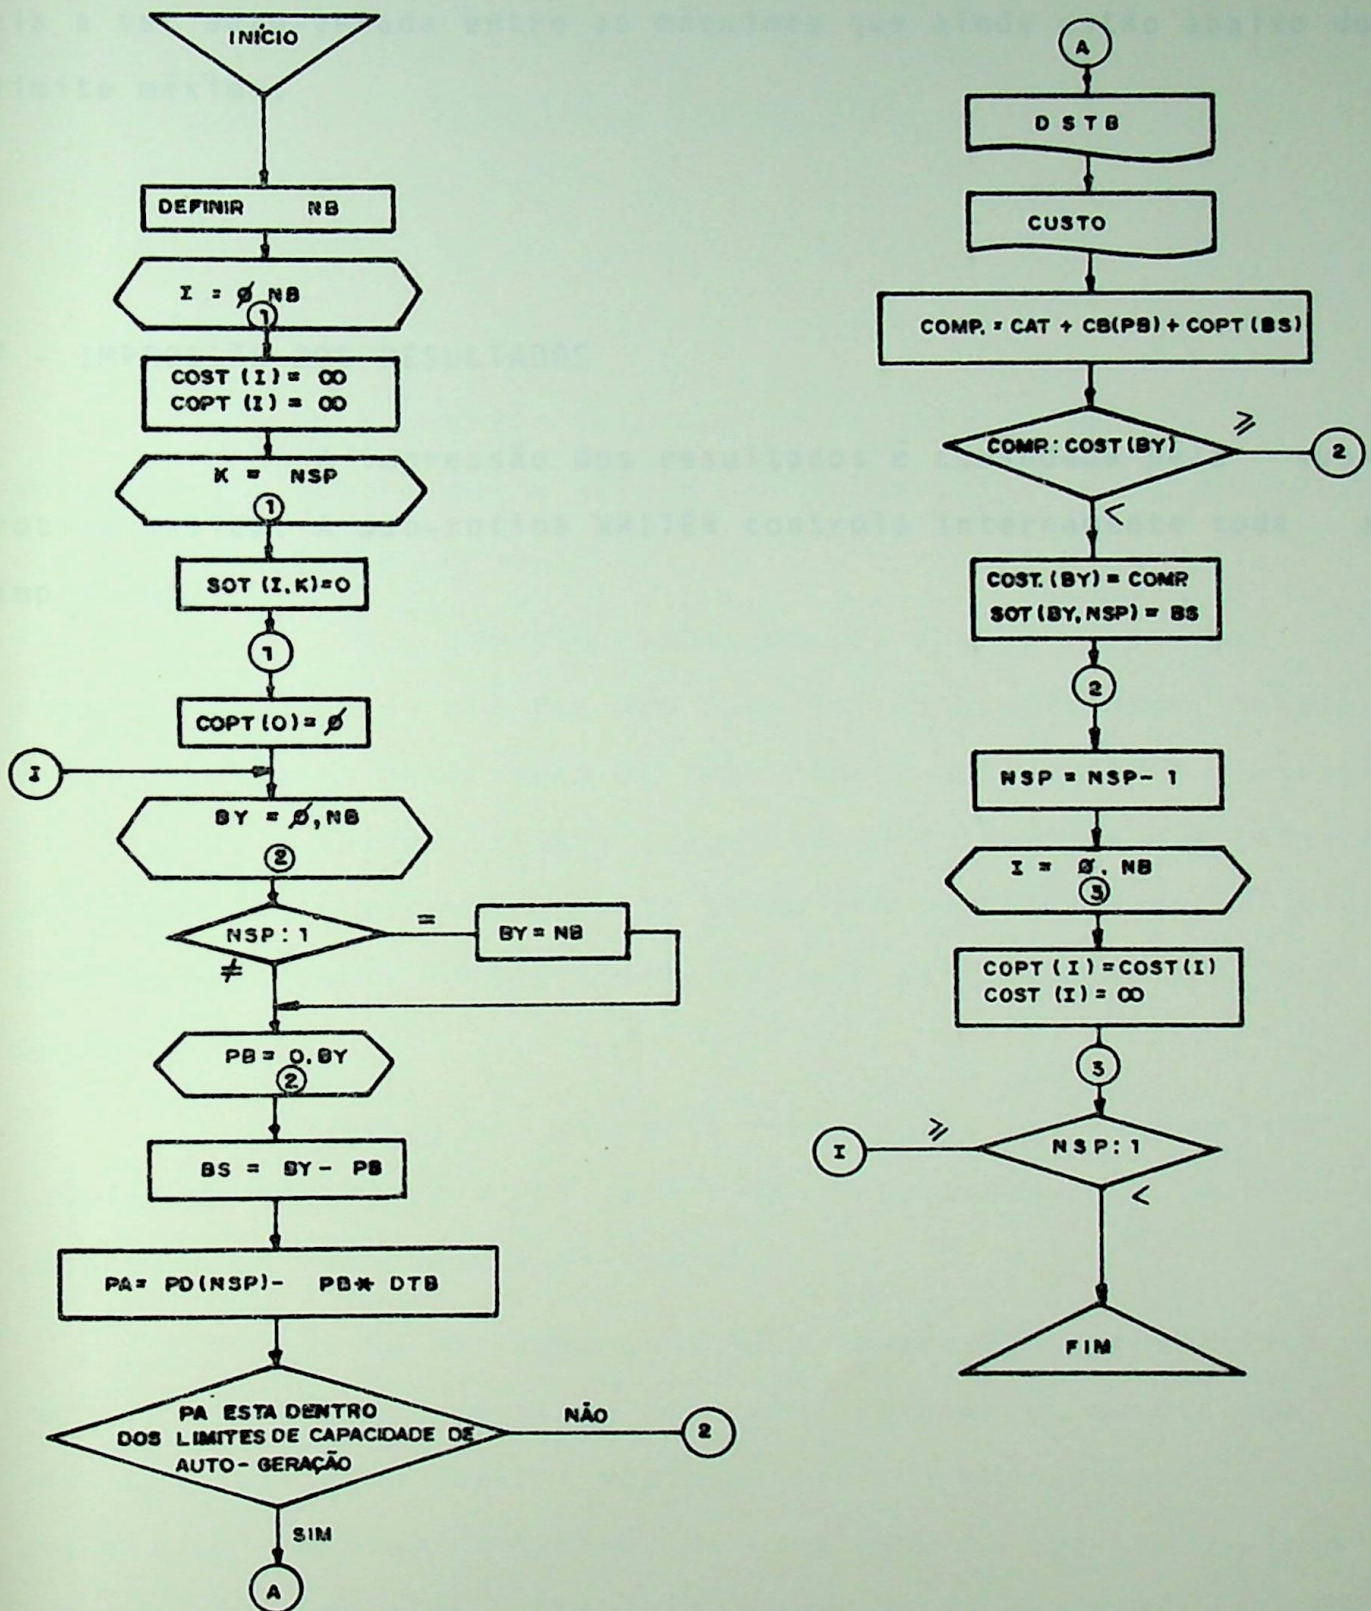 INÍCIO
DEFINIR NB
I = Ø NB
1
COST (I) = ∞
COPT (I) = ∞
K = NSP
1
SOT (I,K)=0
1
COPT (0) = Ø
I
BY = Ø, NB
2
NSP : 1
=
≠
BY = NB
PB = 0. BY
2
BS = BY - PB
PA= PD(NSP)- PB* DTB
PA ESTA DENTRO
DOS LIMITES DE CAPACIDADE DE
AUTO-GERAÇÃO
NÃO
2
SIM
A
A
DSTB
CUSTO
COMP. = CAT + CB(PB) + COPT (BS)
COMP.: COST (BY)
⩾
2
<
COST. (BY) = COMP.
SOT (BY, NSP) = BS
2
NSP = NSP- 1
I = Ø. NB
3
COPT (I) = COST(I)
COST (I) = ∞
3
NSP: 1
⩾
I
<
FIM
resultados
controla internamente toda